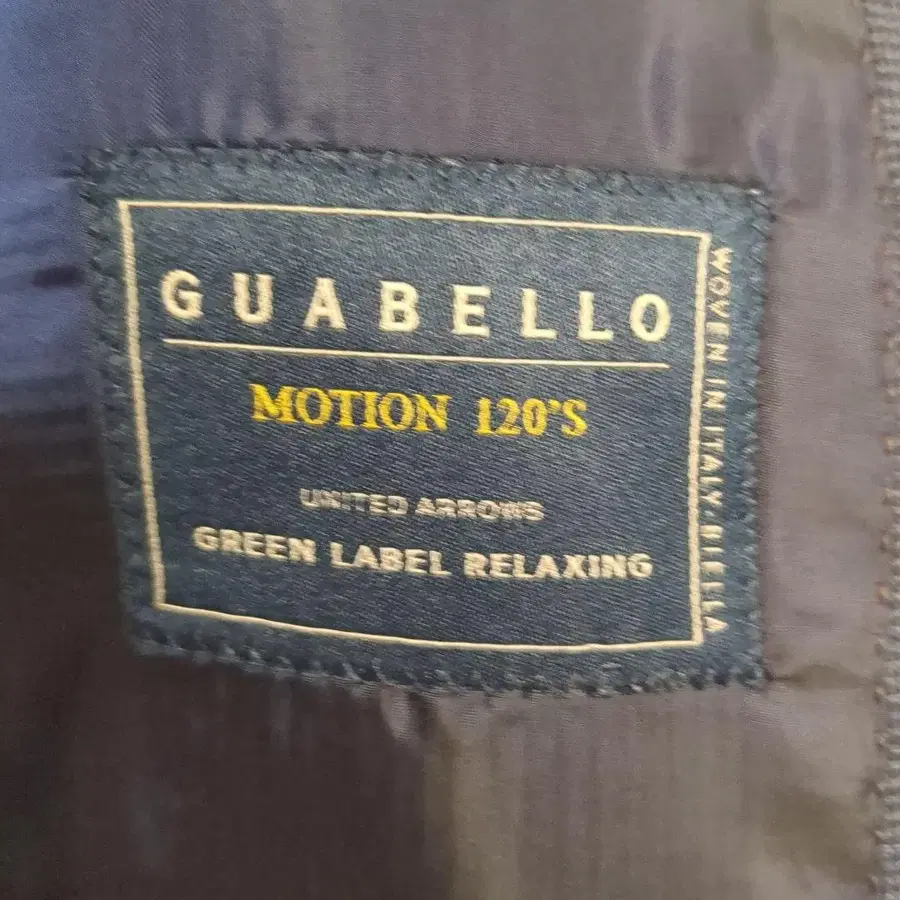 GUABELLO
MOTION 120'S
UNITED ARROWS
GREEN LABEL RELAXING
WOVEN IN ITALY-BIELLA